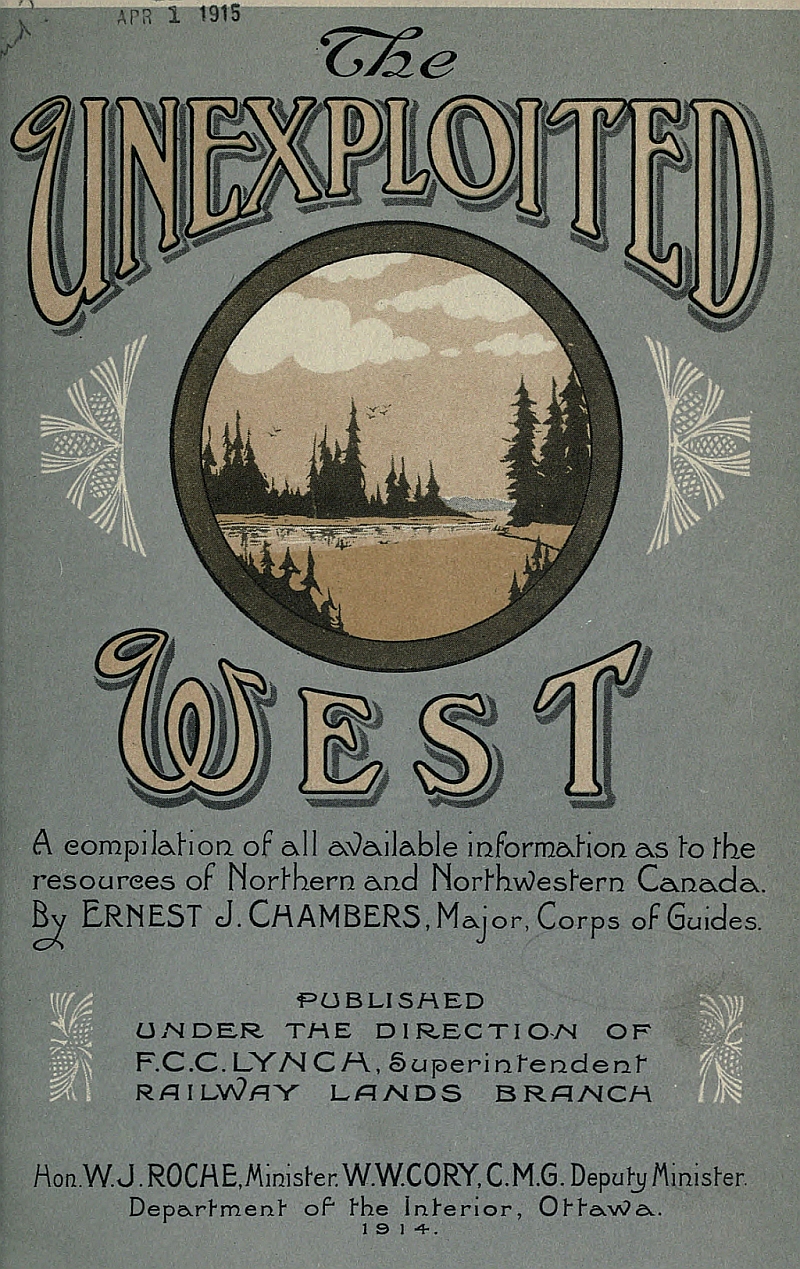 APR 1 1915
The
UNEXPLOITED
WEST
A compilation of all available information as to the
resources of Northern and Northwestern Canada.
By ERNEST J. CHAMBERS, Major, Corps of Guides.
PUBLISHED
UNDER THE DIRECTION OF
F.C.C. LYNCH, Superintendent
RAILWAY LANDS BRANCH
Hon. W. J. ROCHE, Minister. W.W. CORY, C.M.G. Deputy Minister.
Department of the Interior, Ottawa.
1914.